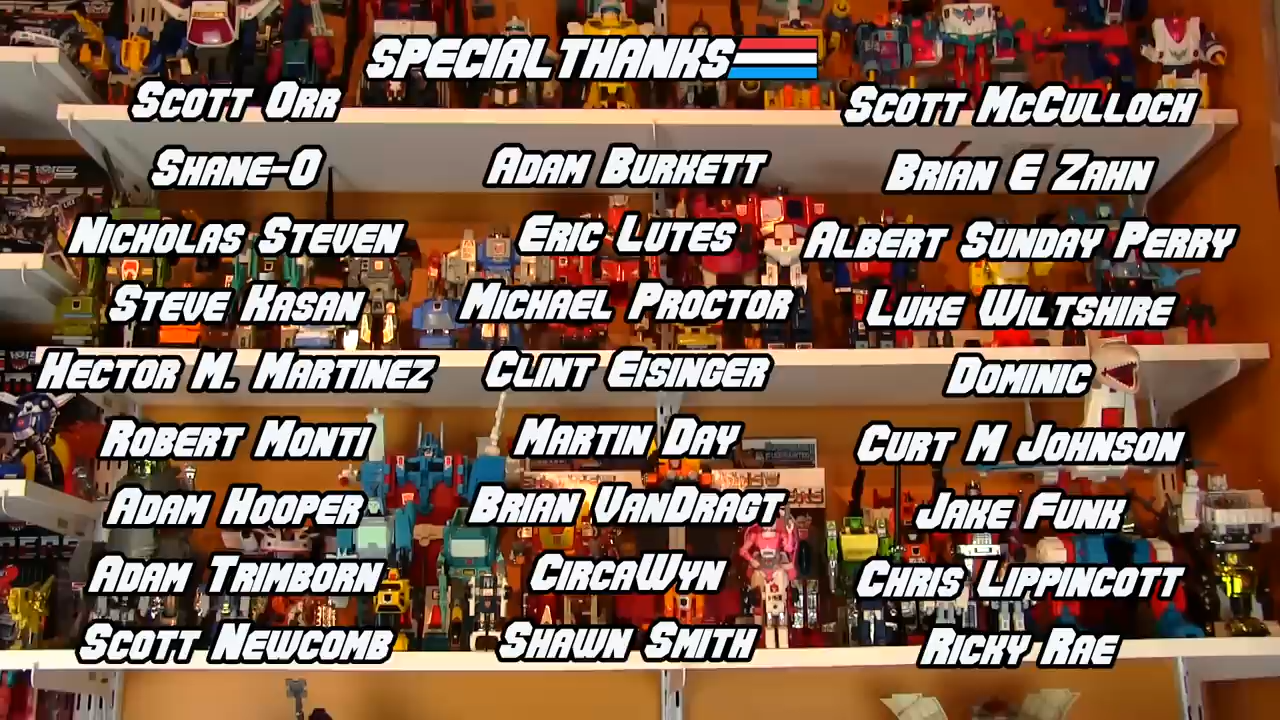 SPECIAL THANKS
SCOTT ORR
SHANE-O
NICHOLAS STEVEN
STEVE KASAN
HECTOR M. MARTINEZ
ROBERT MONTI
ADAM HOOPER
ADAM TRIMBORN
SCOTT NEWCOMB
ADAM BURKETT
ERIC LUTES
MICHAEL PROCTOR
CLINT EISINGER
MARTIN DAY
BRIAN VANDRAGT
CIRCAWYN
SHAWN SMITH
SCOTT MCCULLOCH
BRIAN E ZAHN
ALBERT SUNDAY PERRY
LUKE WILTSHIRE
DOMINIC
CURT M JOHNSON
JAKE FUNK
CHRIS LIPPINCOTT
RICKY RAE